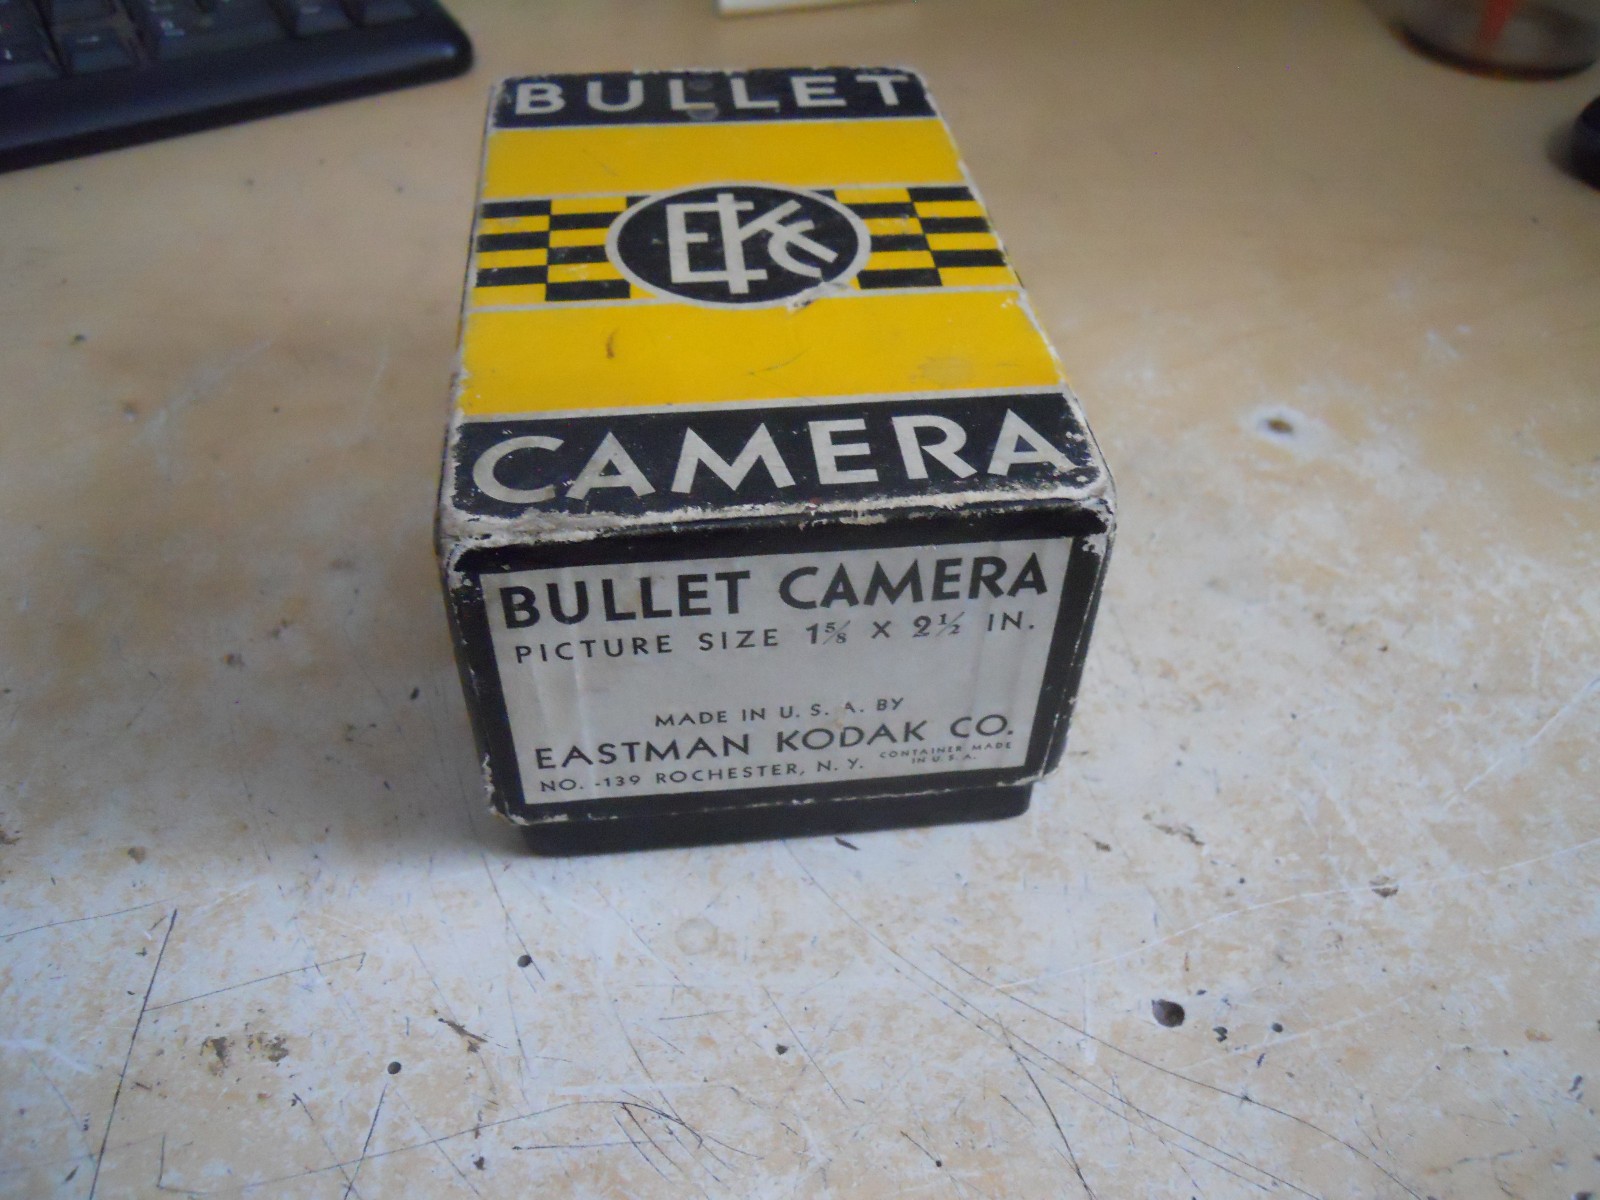 BULLET
EKC
CAMERA
BULLET CAMERA
PICTURE SIZE 1⅝ X 2½ IN.
MADE IN U. S. A. BY
EASTMAN KODAK CO.
NO. -139 ROCHESTER, N. Y.
CONTAINER MADE
IN U. S. A.